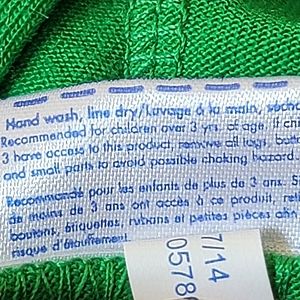 Hand wash, line dry/Lavage à la main, séch
Recommended for children over 3 yrs. of age. If chi
3 have access to this product, remove all tags, butto
and small parts to avoid possible choking hazard.
Recommandé pour les enfants de plus de 3 ans. S
de moins de 3 ans ont accès à ce produit, reti
boutons, étiquettes, rubans et petites pièces afin
risque d'étouffement.
7/14
0578